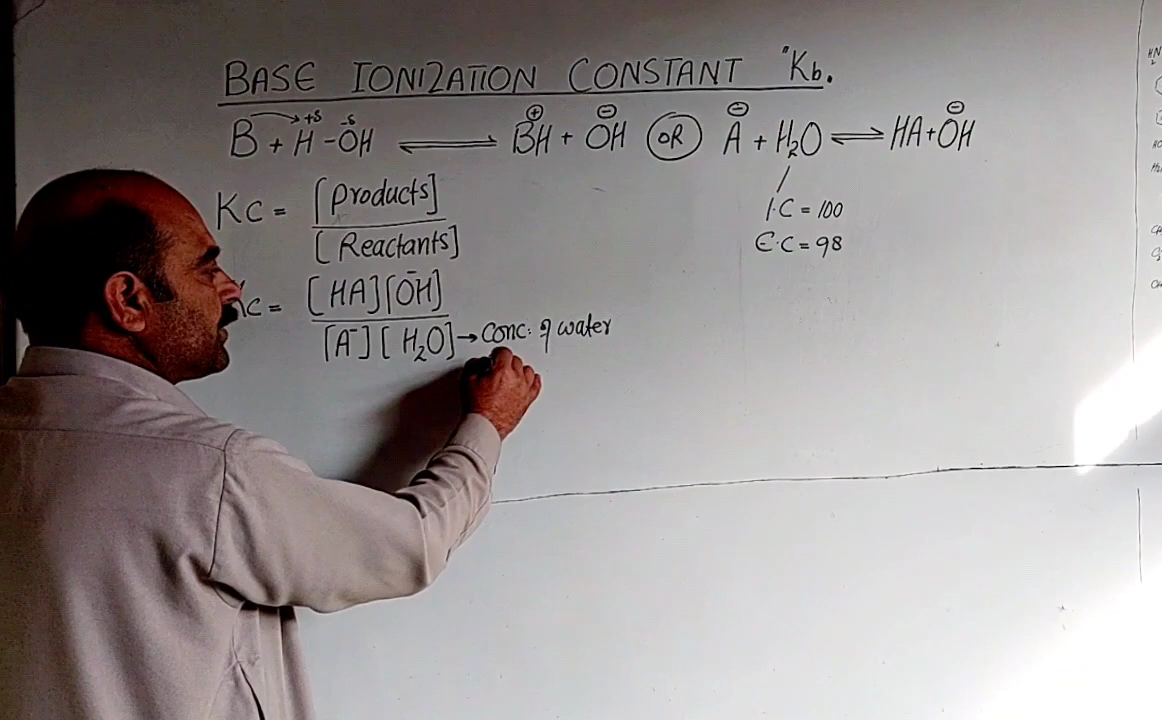 BASE IONIZATION CONSTANT "Kb.
B + H - OH ⇌ BH + OH OR A + H₂O ⇌ HA + OH
+δ -δ ⊕ ⊖ ⊖ ⊖
Kc = [Products]
[Reactants]
I.C = 100
E.C = 98
Kc = [HA][OH⁻]
[A⁻][H₂O] → Conc: of water